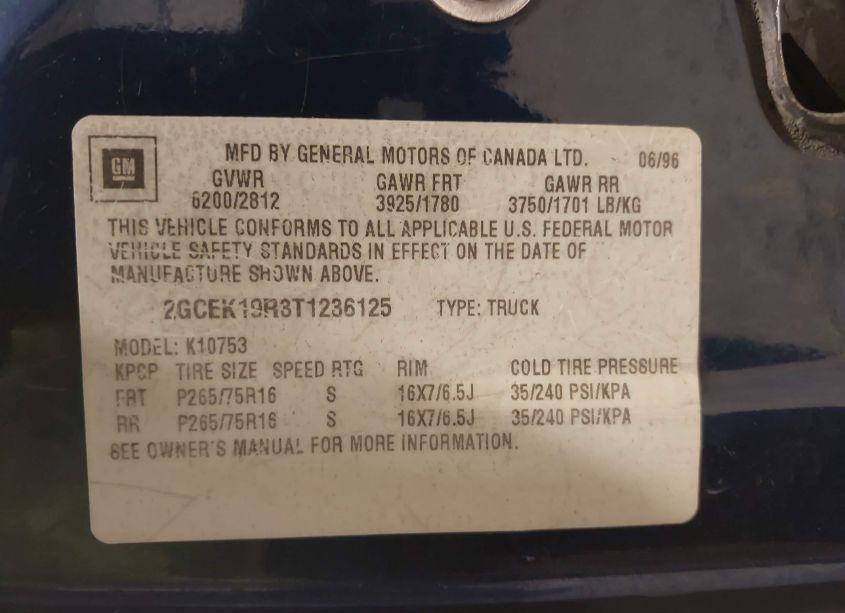 GM
MFD BY GENERAL MOTORS OF CANADA LTD. 06/96
GVWR GAWR FRT GAWR RR
6200/2812 3925/1780 3750/1701 LB/KG
THIS VEHICLE CONFORMS TO ALL APPLICABLE U.S. FEDERAL MOTOR
VEHICLE SAFETY STANDARDS IN EFFECT ON THE DATE OF
MANUFACTURE SHOWN ABOVE.
2GCEK19R3T1236125 TYPE: TRUCK
MODEL: K10753
KPCP TIRE SIZE SPEED RTG RIM COLD TIRE PRESSURE
FRT P265/75R16 S 16X7/6.5J 35/240 PSI/KPA
RR P265/75R16 S 16X7/6.5J 35/240 PSI/KPA
SEE OWNER'S MANUAL FOR MORE INFORMATION.